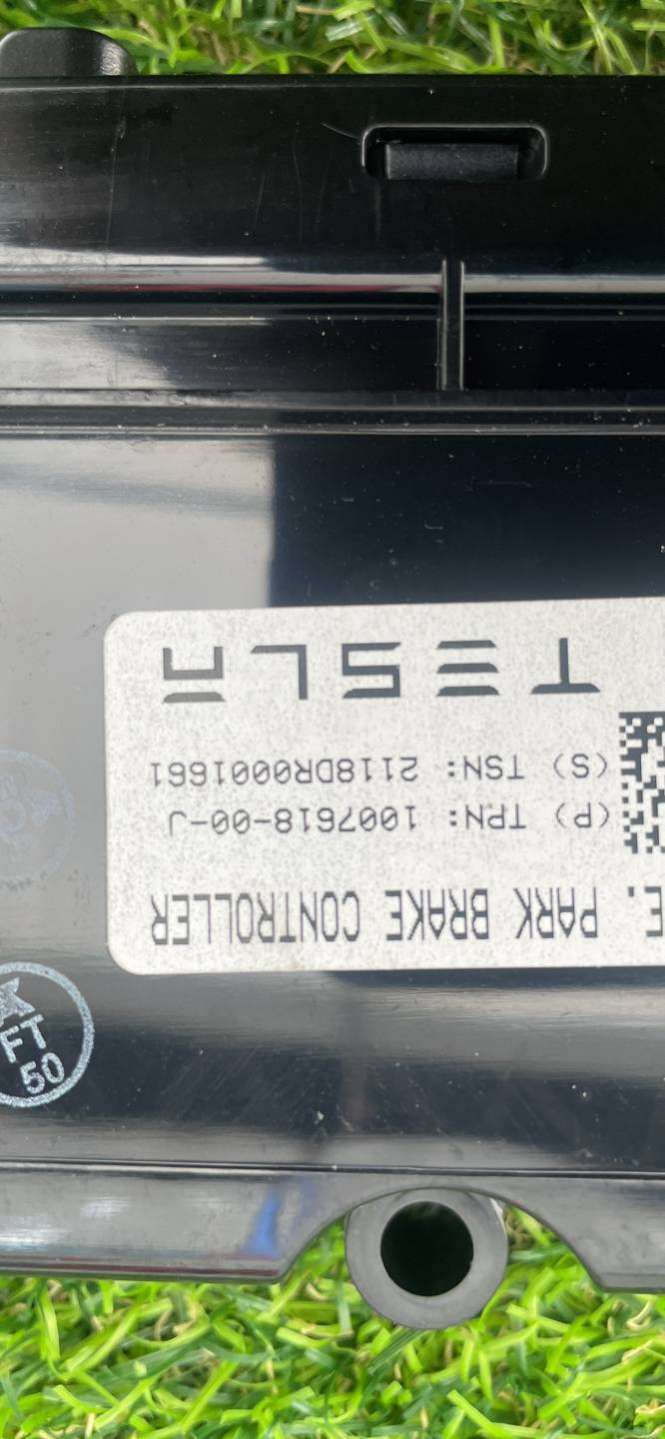 TESLA
(S) TSN: 2118DR0001661
(P) TPN: 1007618-00-J
E. PARK BRAKE CONTROLLER
FT
50